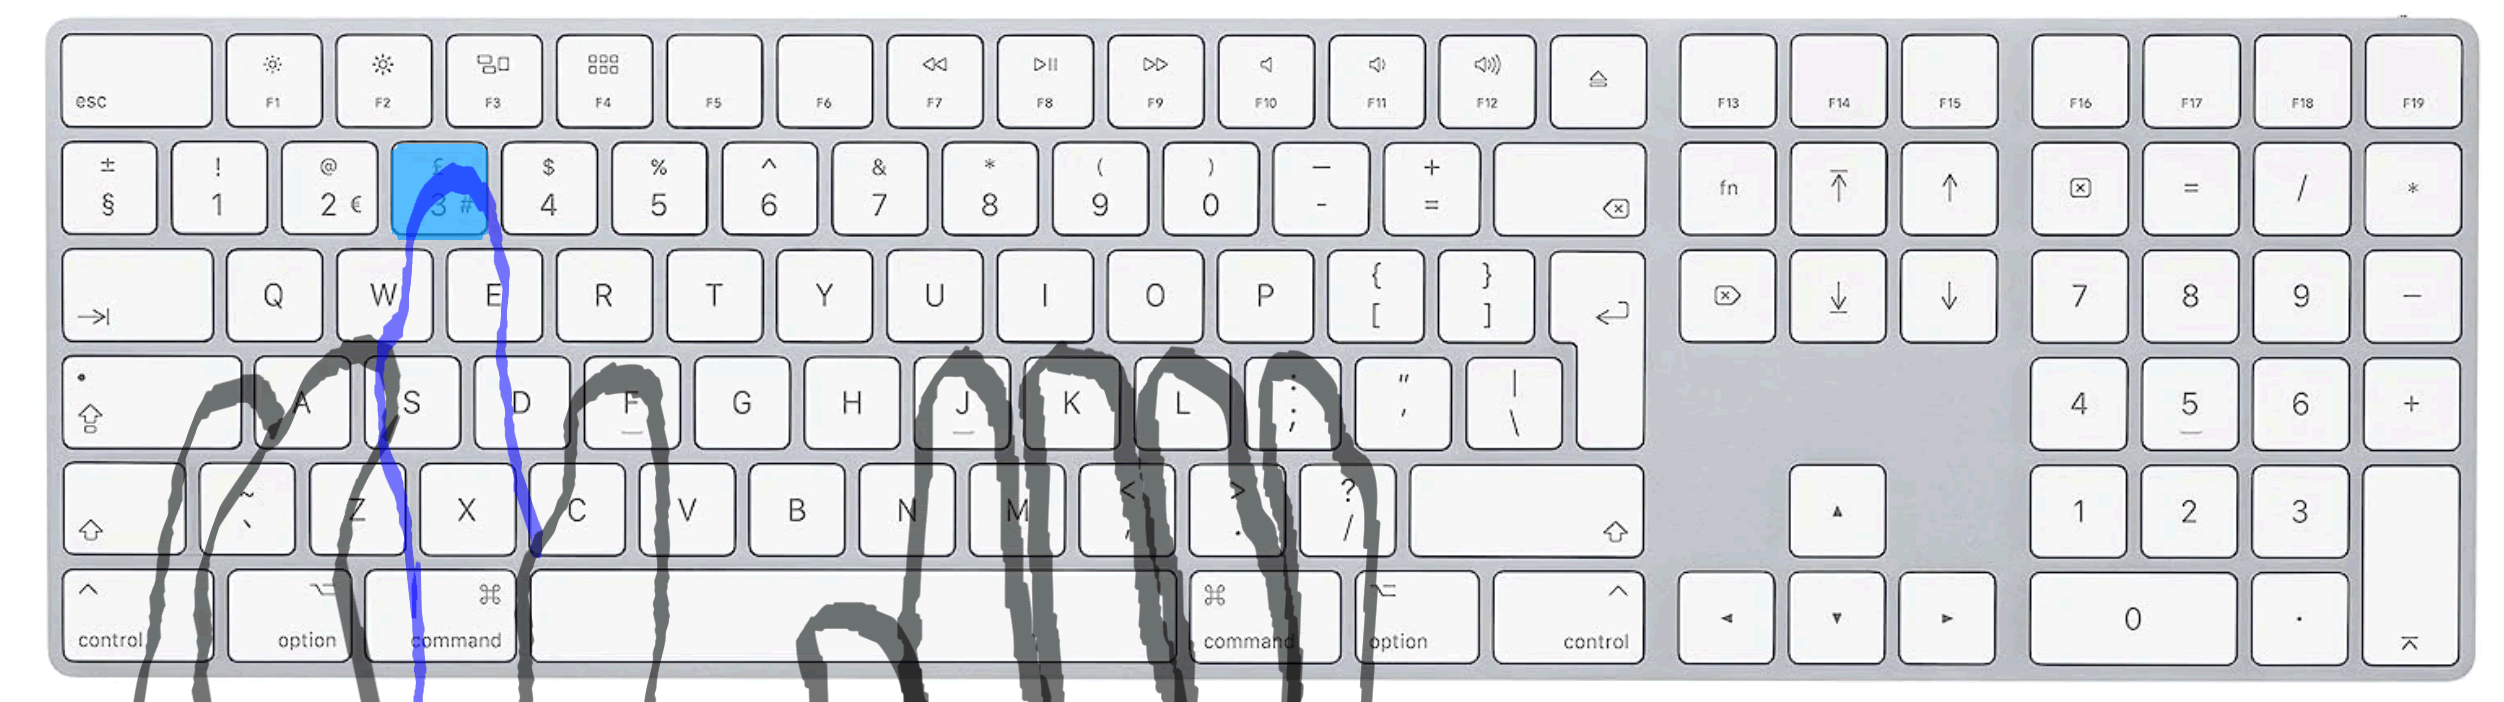 esc F1 F2 F3 F4 F5 F6 F7 F8 F9 F10 F11 F12 F13 F14 F15 F16 F17 F18 F19
± ! @ £ $ % ^ & * ( ) — +
§ 1 2 € 3 # 4 5 6 7 8 9 0 - = fn = / *
Q W E R T Y U I O P { [ } ] 7 8 9 —
A S D F G H J K L : ; " ' | \ 4 5 6 +
~ ` Z X C V B N M < , > . ? / 1 2 3
control option command command option control 0 .